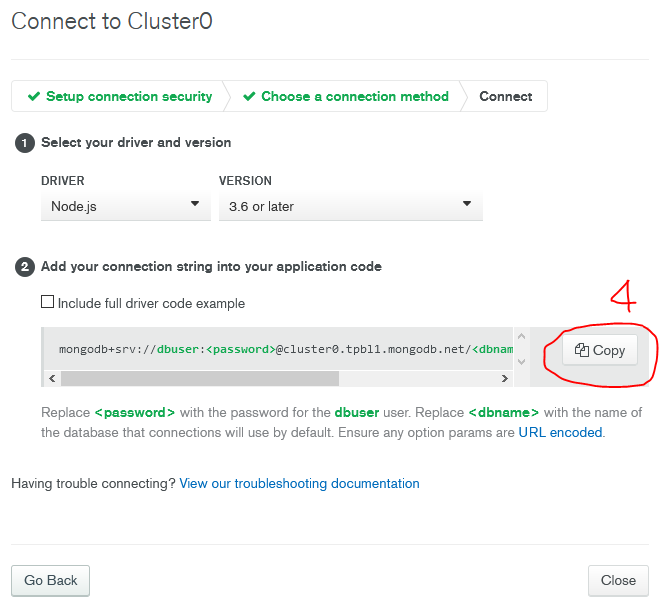 Connect to Cluster0
✔ Setup connection security ✔ Choose a connection method Connect
1 Select your driver and version
DRIVER VERSION
Node.js 3.6 or later
2 Add your connection string into your application code
Include full driver code example
4
mongodb+srv://dbuser:<password>@cluster0.tpbl1.mongodb.net/<dbnam
Copy
Replace <password> with the password for the dbuser user. Replace <dbname> with the name of
the database that connections will use by default. Ensure any option params are URL encoded.
Having trouble connecting? View our troubleshooting documentation
Go Back Close